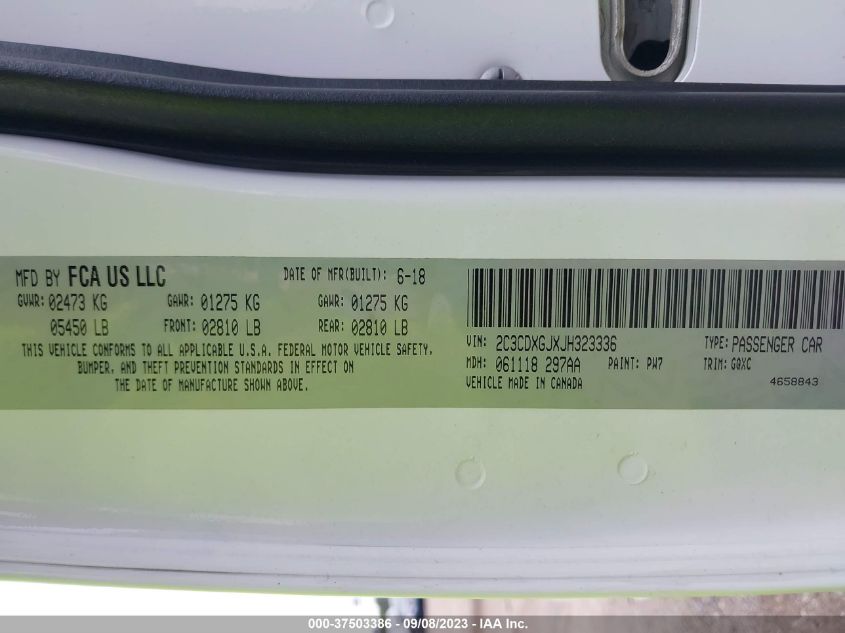 MFD BY FCA US LLC DATE OF MFR(BUILT): 6-18
GVWR: 02473 KG GAWR: 01275 KG GAWR: 01275 KG
05450 LB FRONT: 02810 LB REAR: 02810 LB
THIS VEHICLE CONFORMS TO ALL APPLICABLE U.S.A. FEDERAL MOTOR VEHICLE SAFETY,
BUMPER, AND THEFT PREVENTION STANDARDS IN EFFECT ON
THE DATE OF MANUFACTURE SHOWN ABOVE.
VIN: 2C3CDXGJXJH323336 TYPE: PASSENGER CAR
MDH: 061118 297AA PAINT: PW7 TRIM: GQXC
VEHICLE MADE IN CANADA 4658843
000-37503386 - 09/08/2023 - IAA Inc.